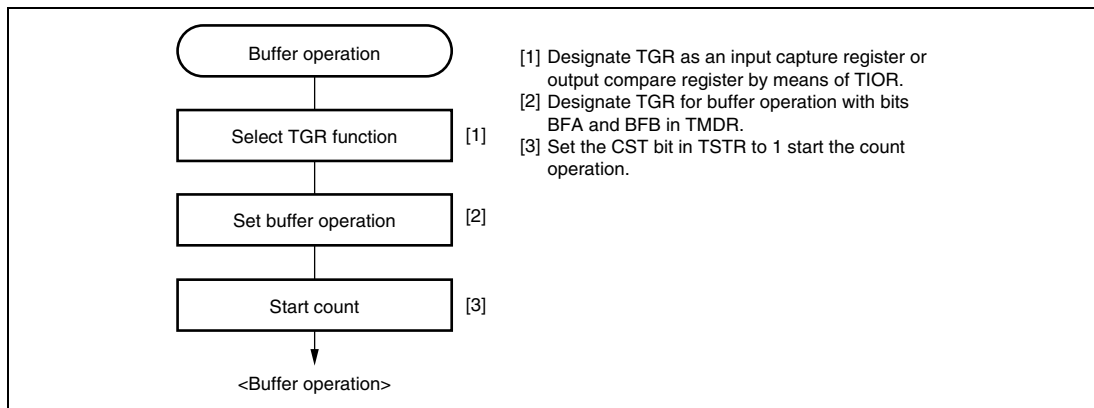 Buffer operation
Select TGR function
[1]
Set buffer operation
[2]
Start count
[3]
<Buffer operation>
[1] Designate TGR as an input capture register or
output compare register by means of TIOR.
[2] Designate TGR for buffer operation with bits
BFA and BFB in TMDR.
[3] Set the CST bit in TSTR to 1 start the count
operation.